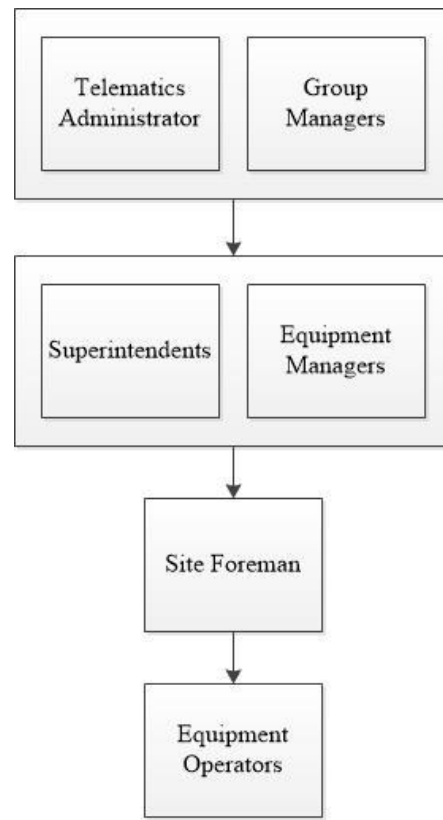 Telematics
Administrator
Group
Managers
Superintendents
Equipment
Managers
Site Foreman
Equipment
Operators